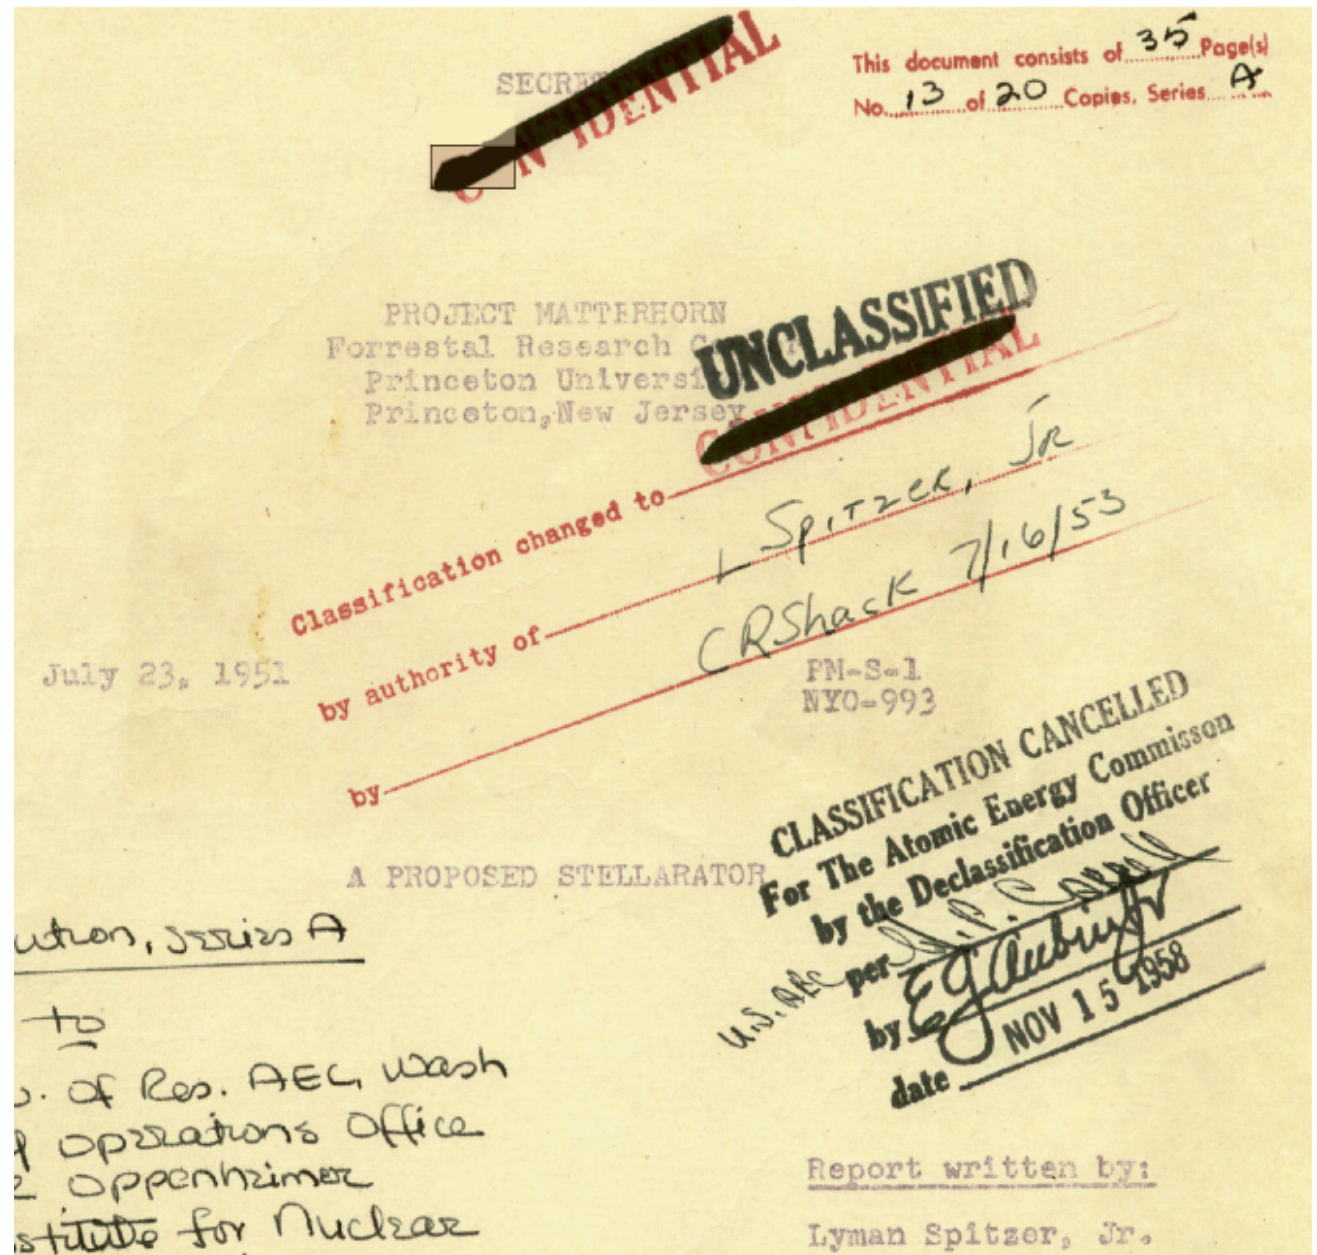 SECRET
CONFIDENTIAL
This document consists of 35 Page(s)
No. 13 of 20 Copies, Series A
PROJECT MATTERHORN
Forrestal Research
Princeton Universi
Princeton, New Jersey
UNCLASSIFIED
CONFIDENTIAL
Classification changed to
by authority of L Spitzer, Jr
by CRShack 7/16/53
July 23, 1951
PM-S-1
NYO-993
A PROPOSED STELLARATOR
CLASSIFICATION CANCELLED
For The Atomic Energy Commisson
by the Declassification Officer
U.S. AEC per
by
NOV 15 1958
date
ution, series A
to
. of Res. AEC, Wash
operations Office
Oppenheimer
stitute for Nuclear
Report written by:
Lyman Spitzer, Jr.